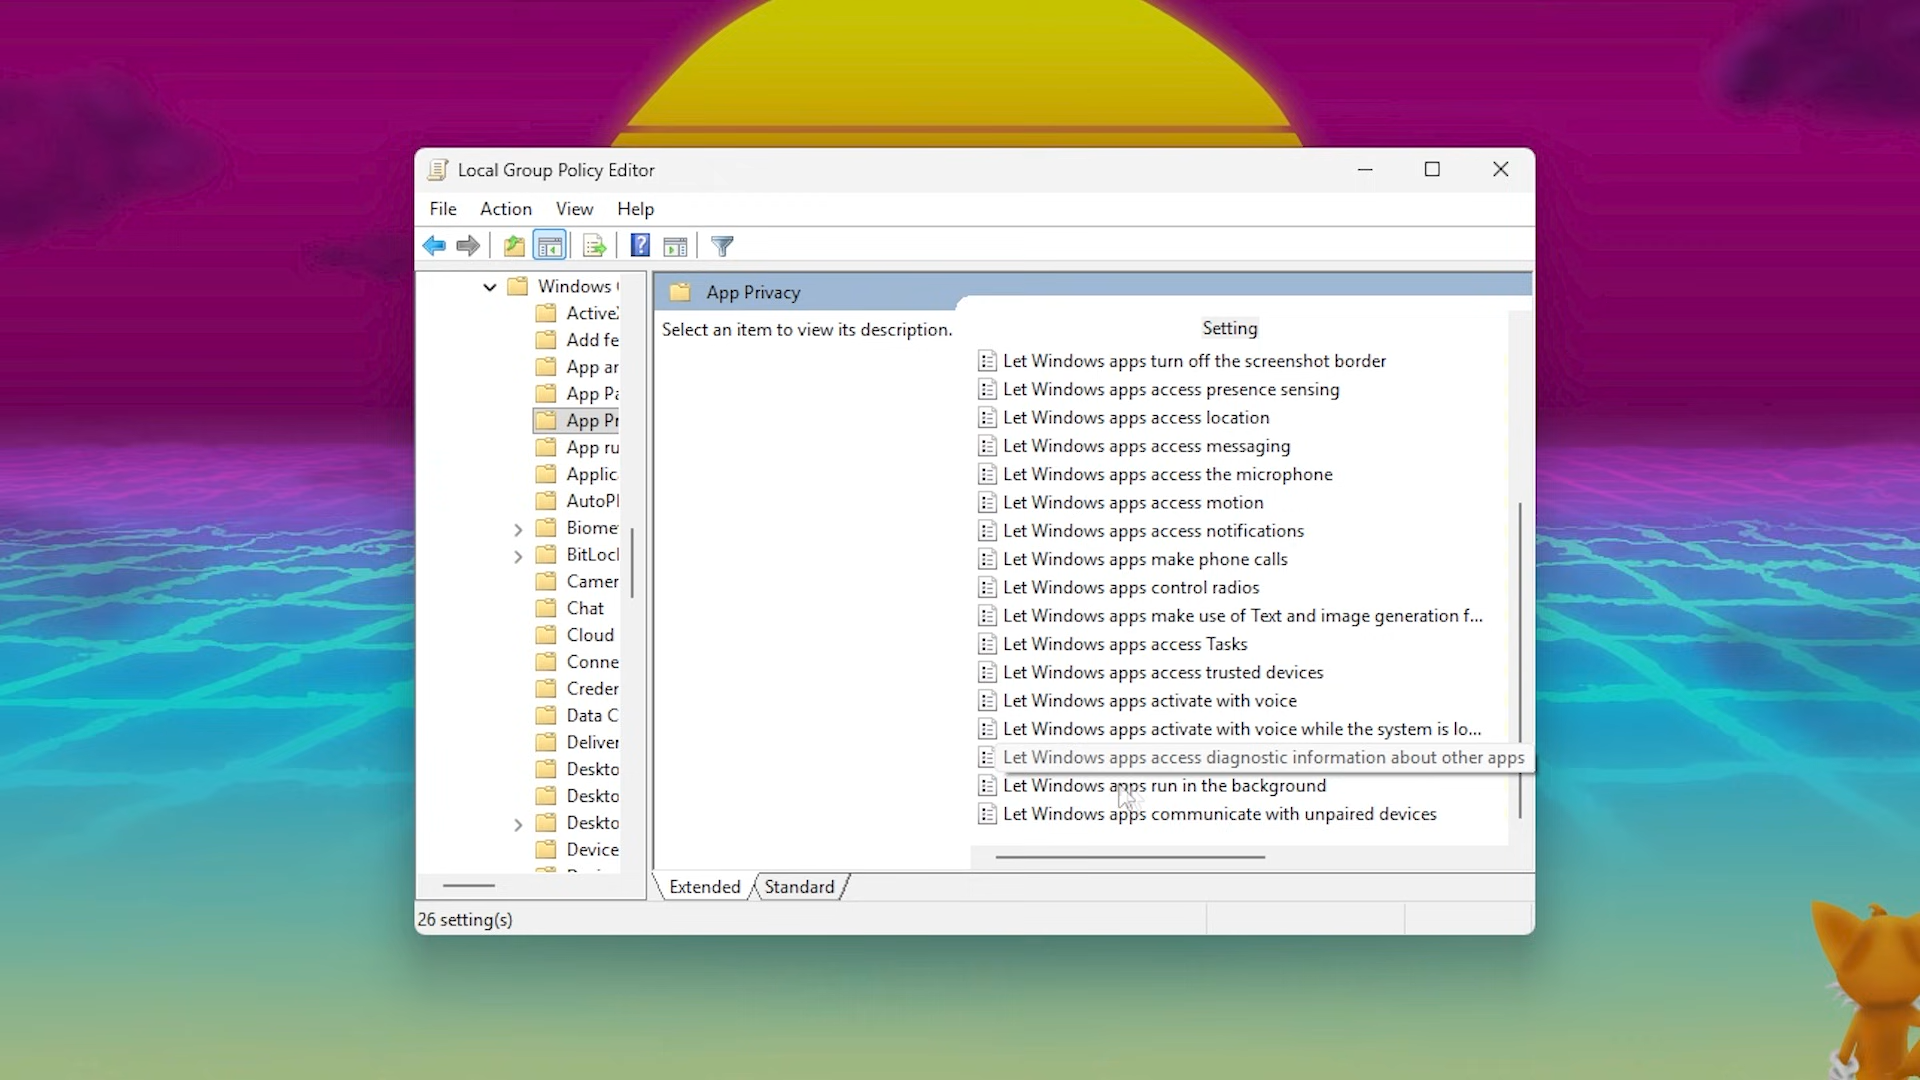 Local Group Policy Editor
File Action View Help
Windows
Active
Add fe
App ar
App Pa
App Pr
App ru
Applic
AutoPl
Biome
BitLoc
Camer
Chat
Cloud
Conne
Creder
Data C
Deliver
Deskto
Deskto
Deskto
Device
App Privacy
Select an item to view its description.
Setting
Let Windows apps turn off the screenshot border
Let Windows apps access presence sensing
Let Windows apps access location
Let Windows apps access messaging
Let Windows apps access the microphone
Let Windows apps access motion
Let Windows apps access notifications
Let Windows apps make phone calls
Let Windows apps control radios
Let Windows apps make use of Text and image generation f...
Let Windows apps access Tasks
Let Windows apps access trusted devices
Let Windows apps activate with voice
Let Windows apps activate with voice while the system is lo...
Let Windows apps access diagnostic information about other apps
Let Windows apps run in the background
Let Windows apps communicate with unpaired devices
Extended Standard
26 setting(s)